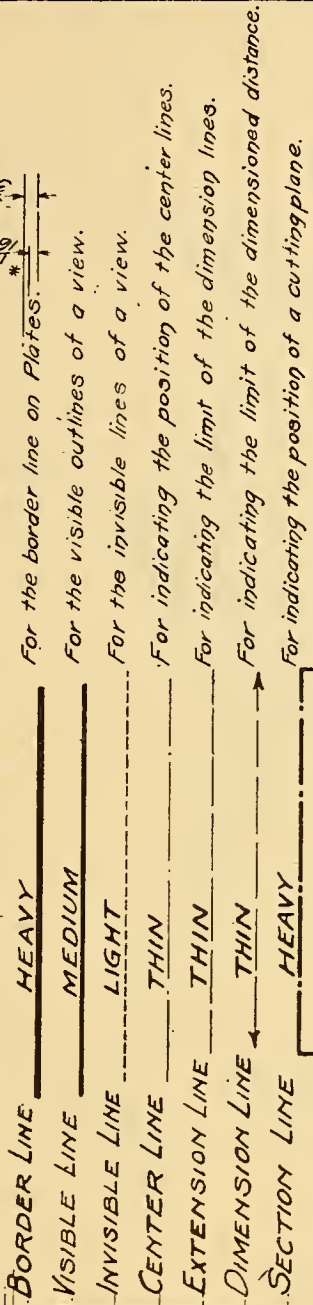 BORDER LINE HEAVY For the border line on Plates. *
VISIBLE LINE MEDIUM For the visible outlines of a view.
INVISIBLE LINE LIGHT For the invisible lines of a view.
CENTER LINE THIN For indicating the position of the center lines.
EXTENSION LINE THIN For indicating the limit of the dimension lines.
DIMENSION LINE THIN For indicating the limit of the dimensioned distance.
SECTION LINE HEAVY For indicating the position of a cutting plane.